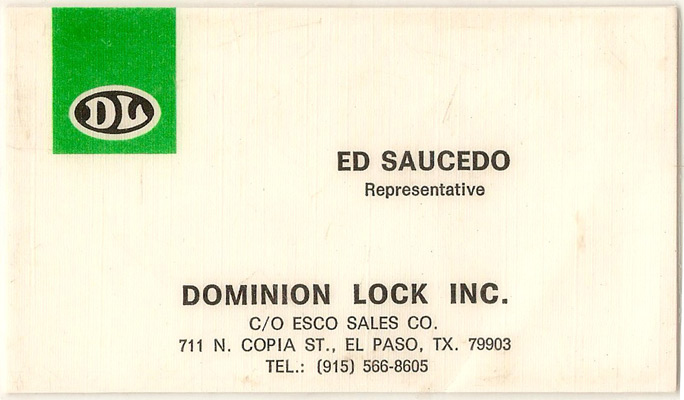 DL
ED SAUCEDO
Representative
DOMINION LOCK INC.
C/O ESCO SALES CO.
711 N. COPIA ST., EL PASO, TX. 79903
TEL.: (915) 566-8605